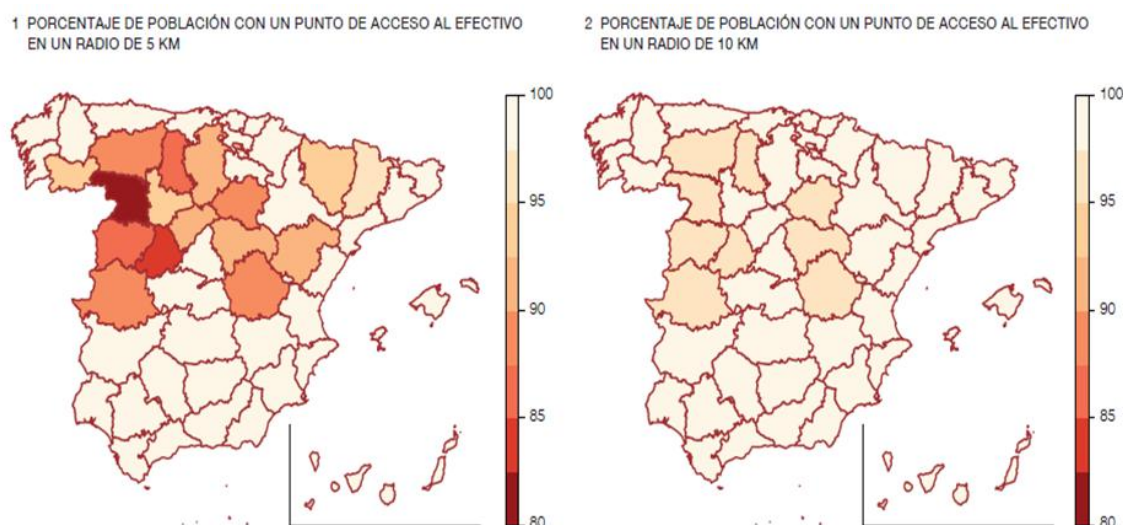 1 PORCENTAJE DE POBLACIÓN CON UN PUNTO DE ACCESO AL EFECTIVO
EN UN RADIO DE 5 KM
100
95
90
85
80
2 PORCENTAJE DE POBLACIÓN CON UN PUNTO DE ACCESO AL EFECTIVO
EN UN RADIO DE 10 KM
100
95
90
85
80